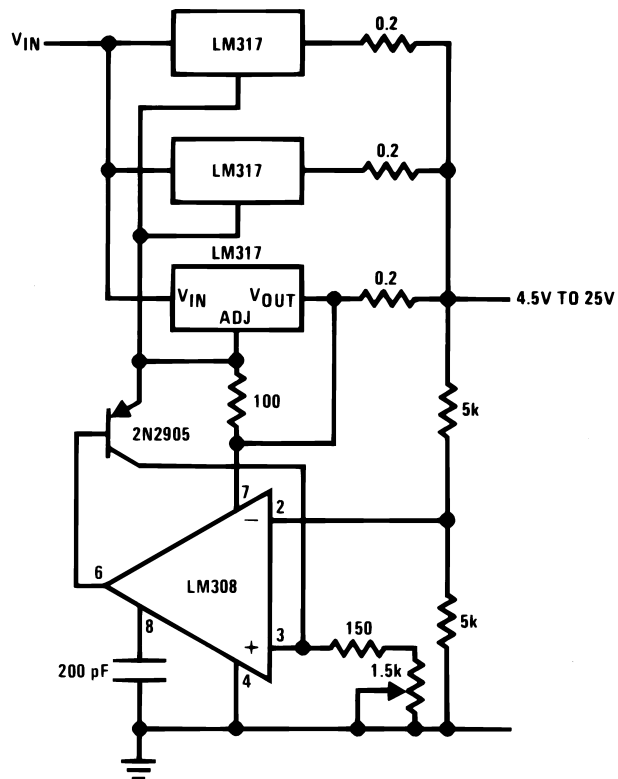 0.2
VIN
LM317
0.2
LM317
LM317
0.2
VIN
VOUT
ADJ
4.5V TO 25V
100
5k
2N2905
7
2
−
6
LM308
8
+
3
150
5k
1.5k
200 pF
4